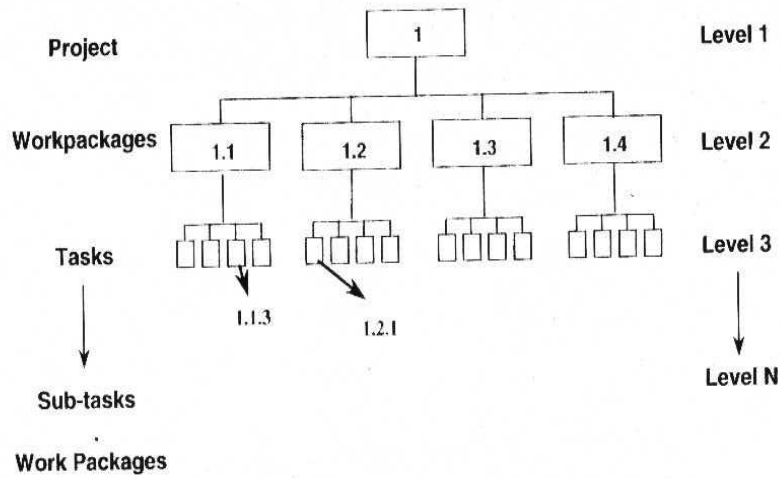 Project
1
Level 1
Workpackages
1.1
1.2
1.3
1.4
Level 2
Tasks
Level 3
1.1.3
1.2.1
Sub-tasks
Level N
Work Packages